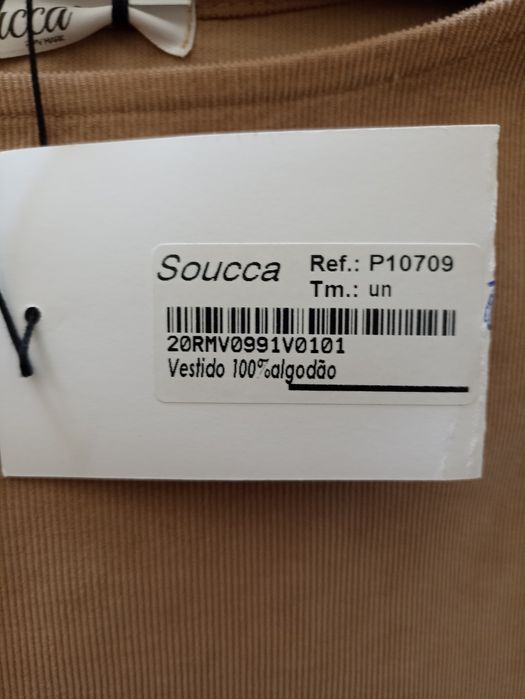 Soucca
Ref.: P10709
Tm.: un
20RMV0991V0101
Vestido 100%algodão